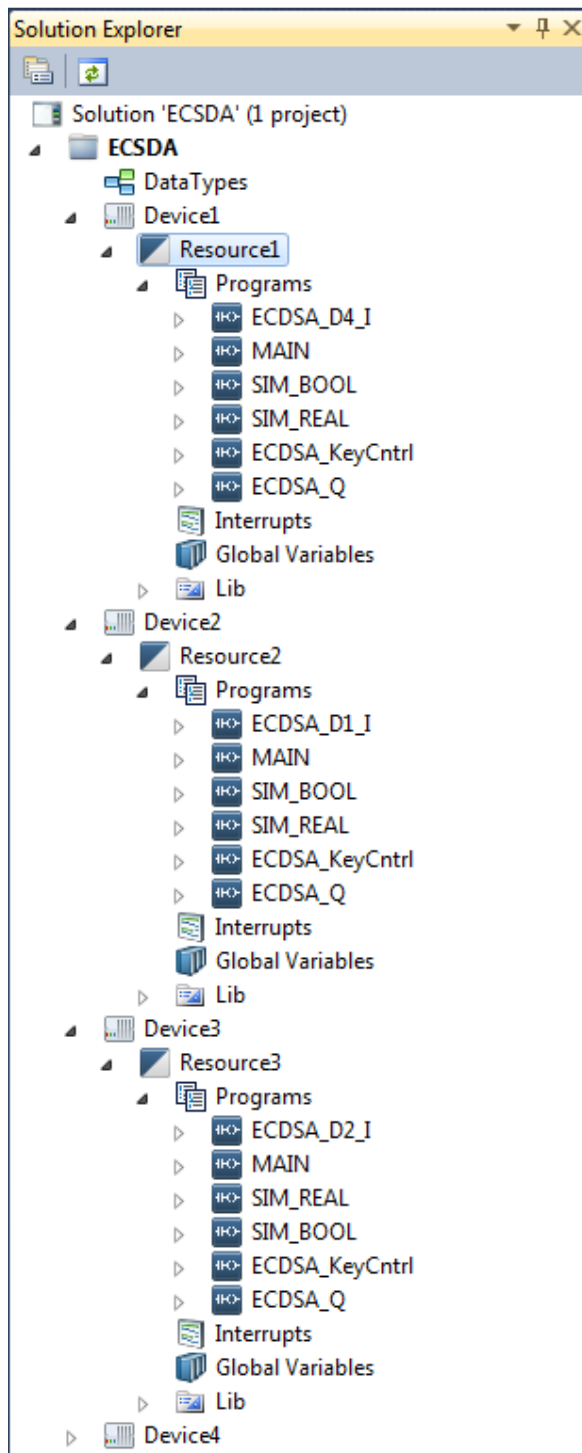 Solution Explorer
Solution 'ECSDA' (1 project)
ECSDA
DataTypes
Device1
Resource1
Programs
ECDSA_D4_I
MAIN
SIM_BOOL
SIM_REAL
ECDSA_KeyCntrl
ECDSA_Q
Interrupts
Global Variables
Lib
Device2
Resource2
Programs
ECDSA_D1_I
MAIN
SIM_BOOL
SIM_REAL
ECDSA_KeyCntrl
ECDSA_Q
Interrupts
Global Variables
Lib
Device3
Resource3
Programs
ECDSA_D2_I
MAIN
SIM_REAL
SIM_BOOL
ECDSA_KeyCntrl
ECDSA_Q
Interrupts
Global Variables
Lib
Device4